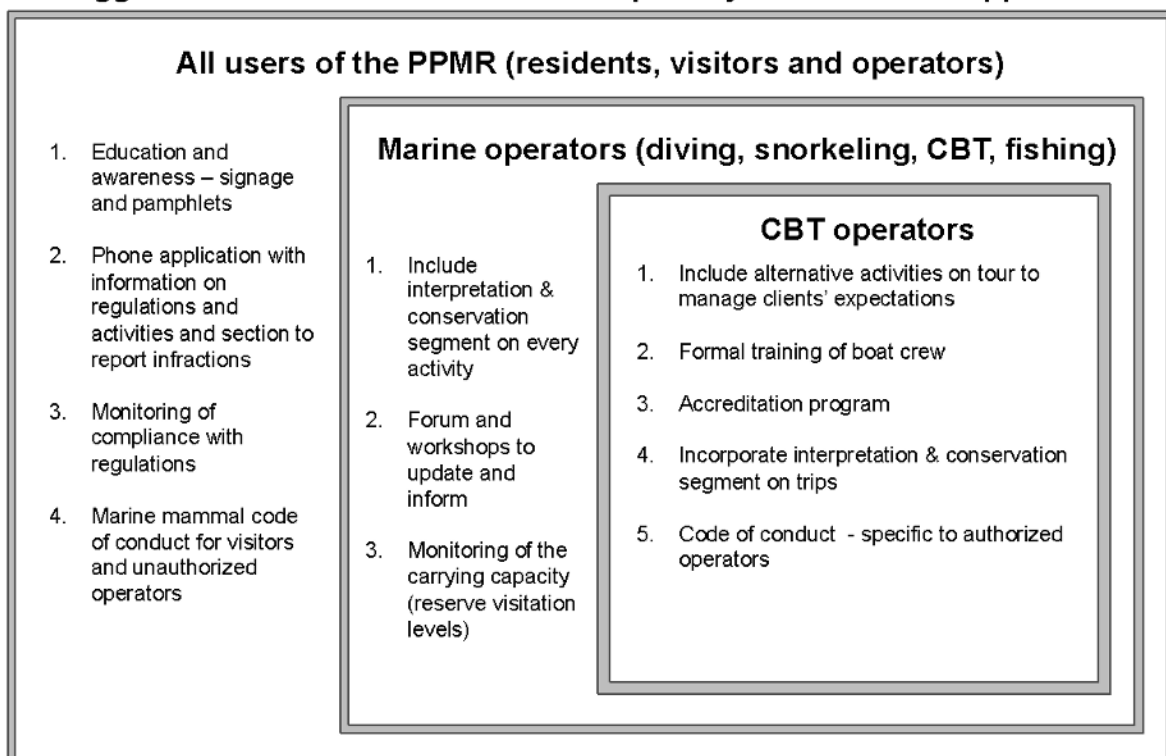 All users of the PPMR (residents, visitors and operators)
1. Education and
awareness – signage
and pamphlets
2. Phone application with
information on
regulations and
activities and section to
report infractions
3. Monitoring of
compliance with
regulations
4. Marine mammal code
of conduct for visitors
and unauthorized
operators
Marine operators (diving, snorkeling, CBT, fishing)
1. Include
interpretation &
conservation
segment on every
activity
2. Forum and
workshops to
update and
inform
3. Monitoring of the
carrying capacity
(reserve visitation
levels)
CBT operators
1. Include alternative activities on tour to
manage clients' expectations
2. Formal training of boat crew
3. Accreditation program
4. Incorporate interpretation & conservation
segment on trips
5. Code of conduct - specific to authorized
operators